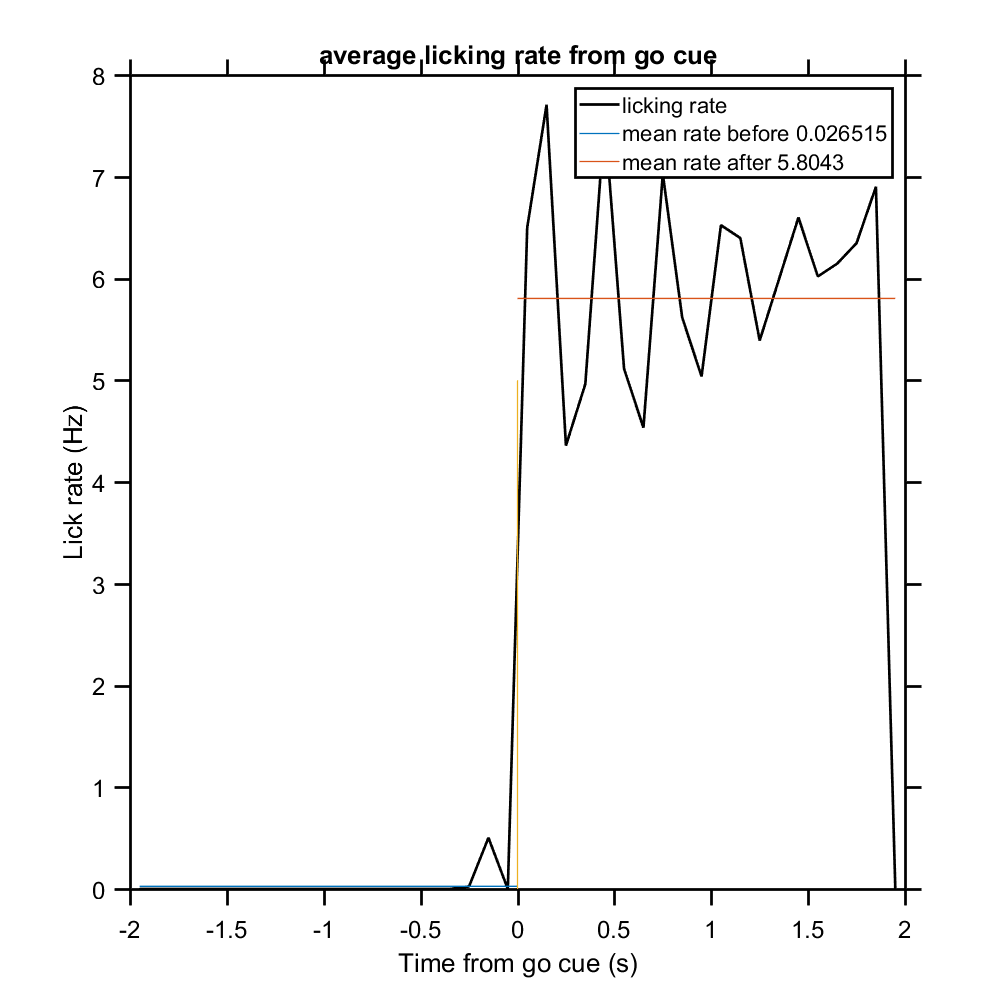 average licking rate from go cue
licking rate
mean rate before 0.026515
mean rate after 5.8043
8
7
6
5
4
3
2
1
0
Lick rate (Hz)
-2 -1.5 -1 -0.5 0 0.5 1 1.5 2
Time from go cue (s)